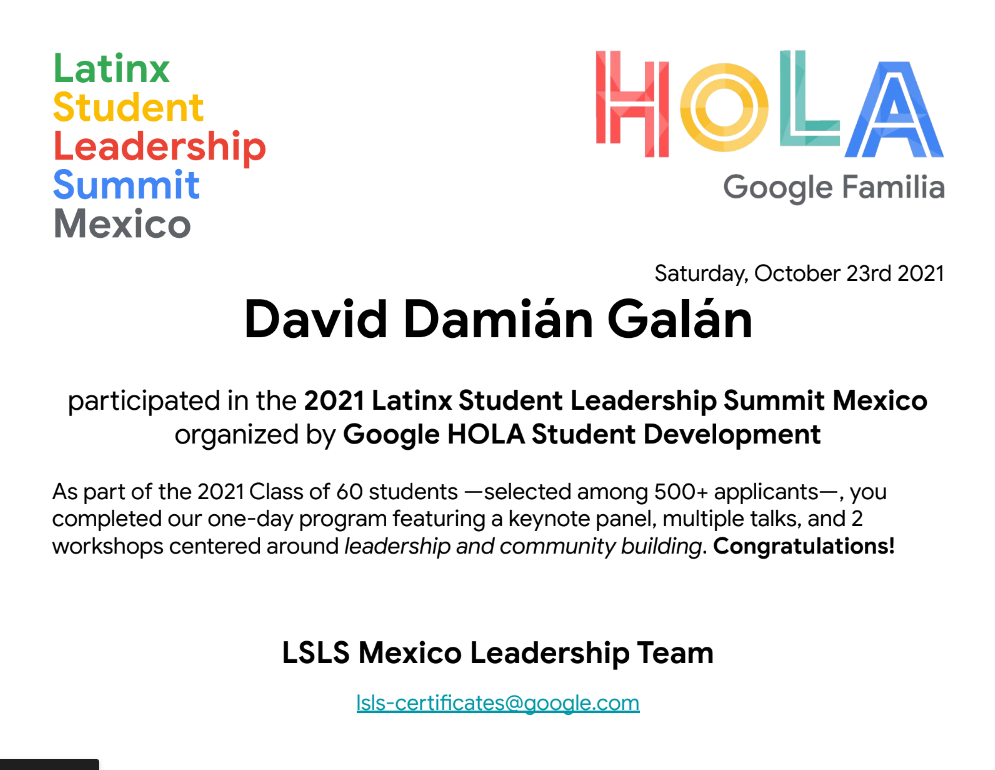 Latinx
Student
Leadership
Summit
Mexico
HOLA
Google Familia
Saturday, October 23rd 2021
David Damián Galán
participated in the 2021 Latinx Student Leadership Summit Mexico
organized by Google HOLA Student Development
As part of the 2021 Class of 60 students —selected among 500+ applicants—, you
completed our one-day program featuring a keynote panel, multiple talks, and 2
workshops centered around leadership and community building. Congratulations!
LSLS Mexico Leadership Team
lsls-certificates@google.com